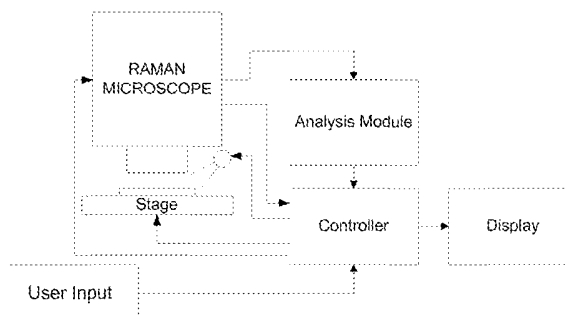 RAMAN
MICROSCOPE
Analysis Module
Stage
Controller
Display
User Input